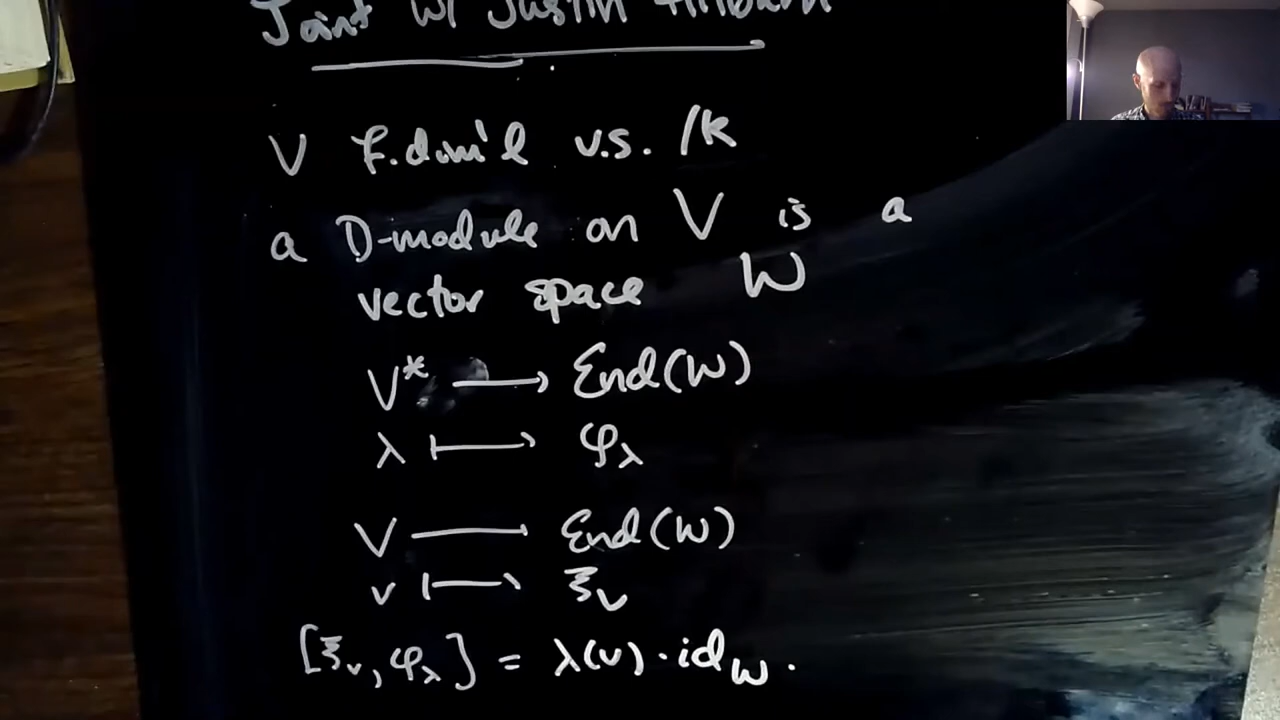 Joint w/ Justin
V f.dim'l v.s. /k
a D-module on V is a
vector space W
V* → End(W)
λ ↦ φ_λ
V → End(W)
v ↦ ξ_v
[ξ_v, φ_λ] = λ(v) · id_W .